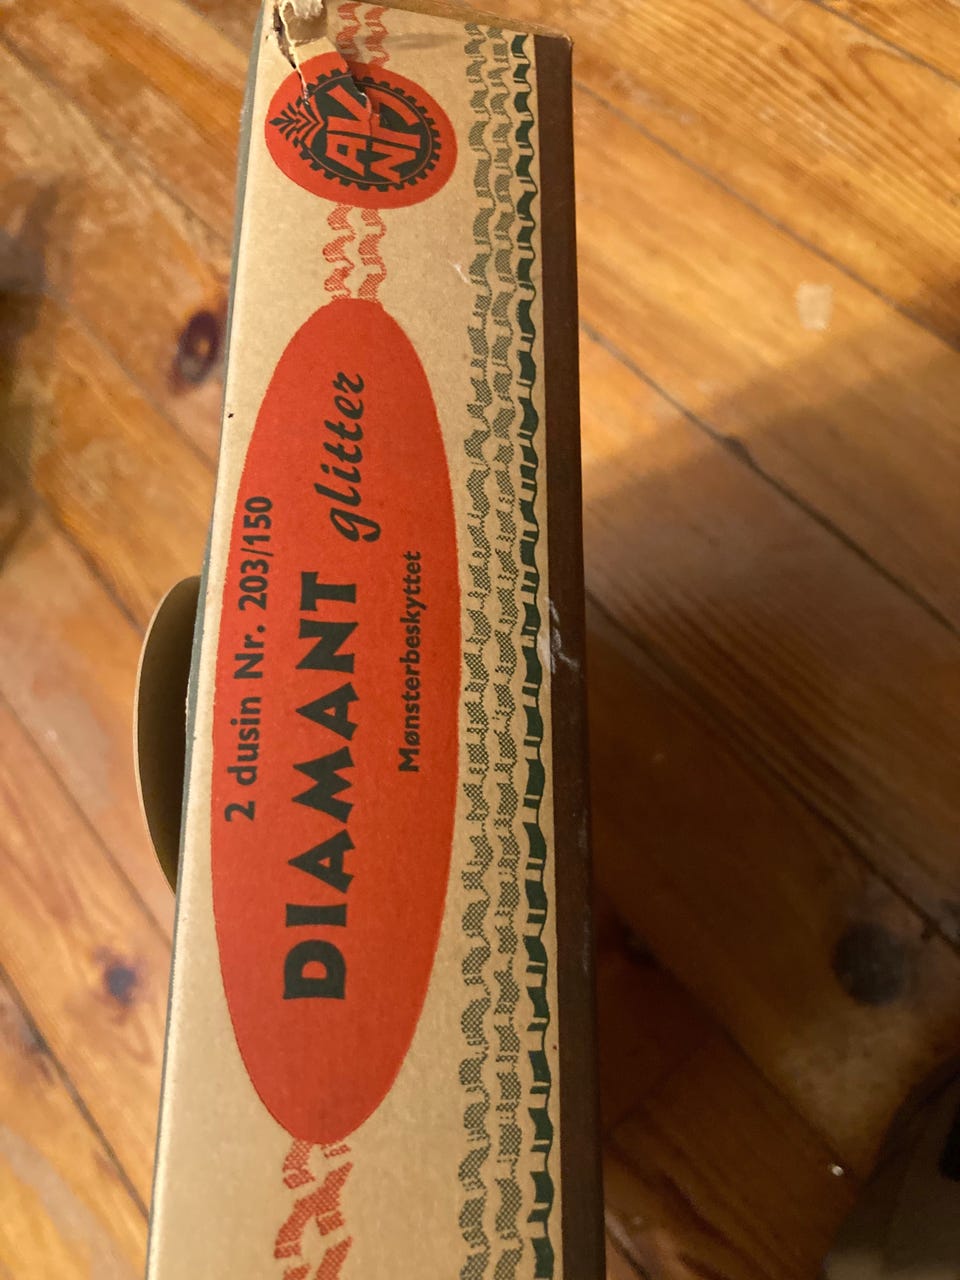 2 dusin Nr. 203/150
DIAMANT glitter
Mønsterbeskyttet